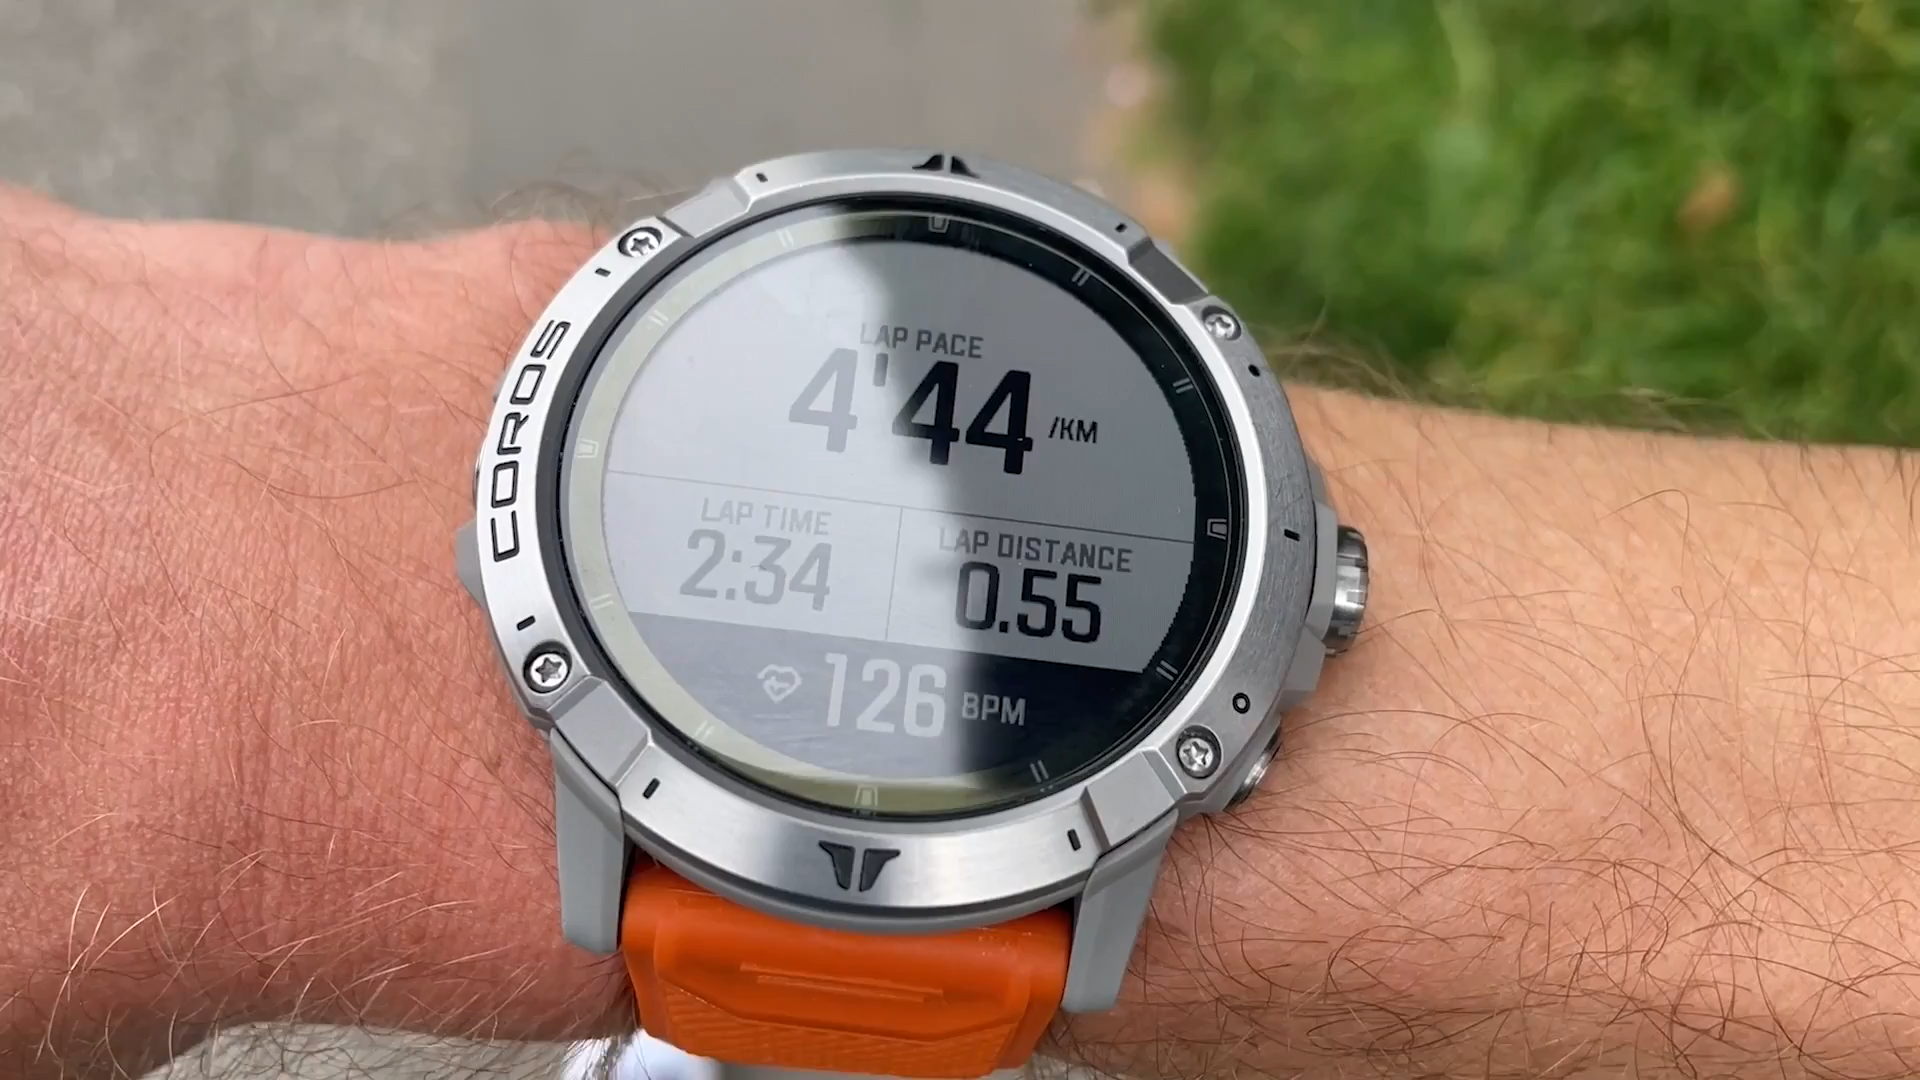 COROS
LAP PACE
4'44 /KM
LAP TIME
2:34
LAP DISTANCE
0.55
126 BPM